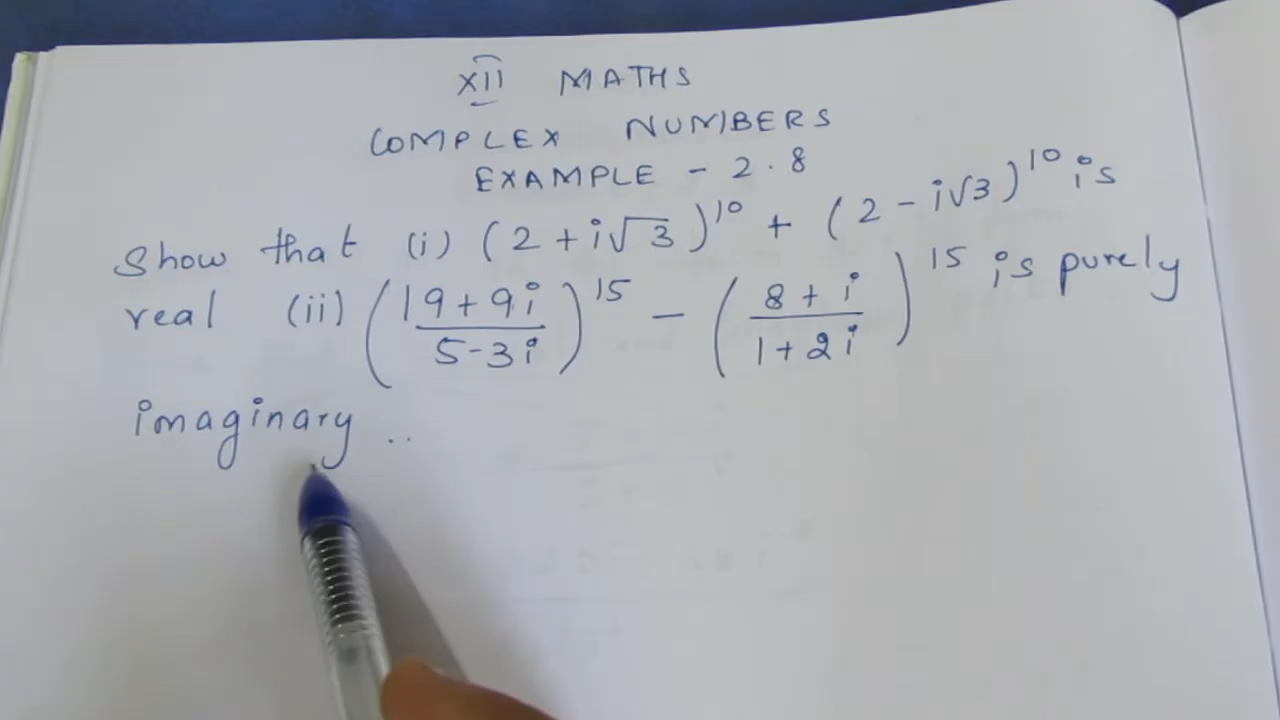 XII MATHS
COMPLEX NUMBERS
EXAMPLE - 2.8
Show that (i) (2 + i√3)^10 + (2 - i√3)^10 is
real (ii) ((19+9i)/(5-3i))^15 - ((8+i)/(1+2i))^15 is purely
imaginary ..